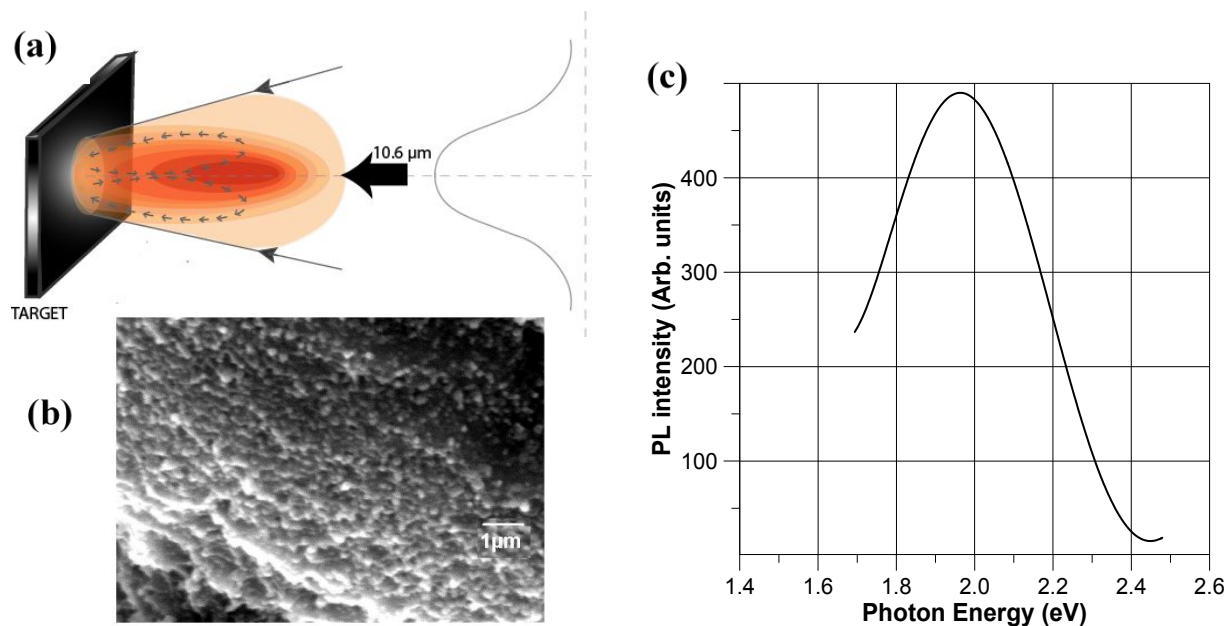 (a)
10.6 µm
TARGET
(b)
1µm
(c)
PL intensity (Arb. units)
400
300
200
100
1.4 1.6 1.8 2.0 2.2 2.4 2.6
Photon Energy (eV)